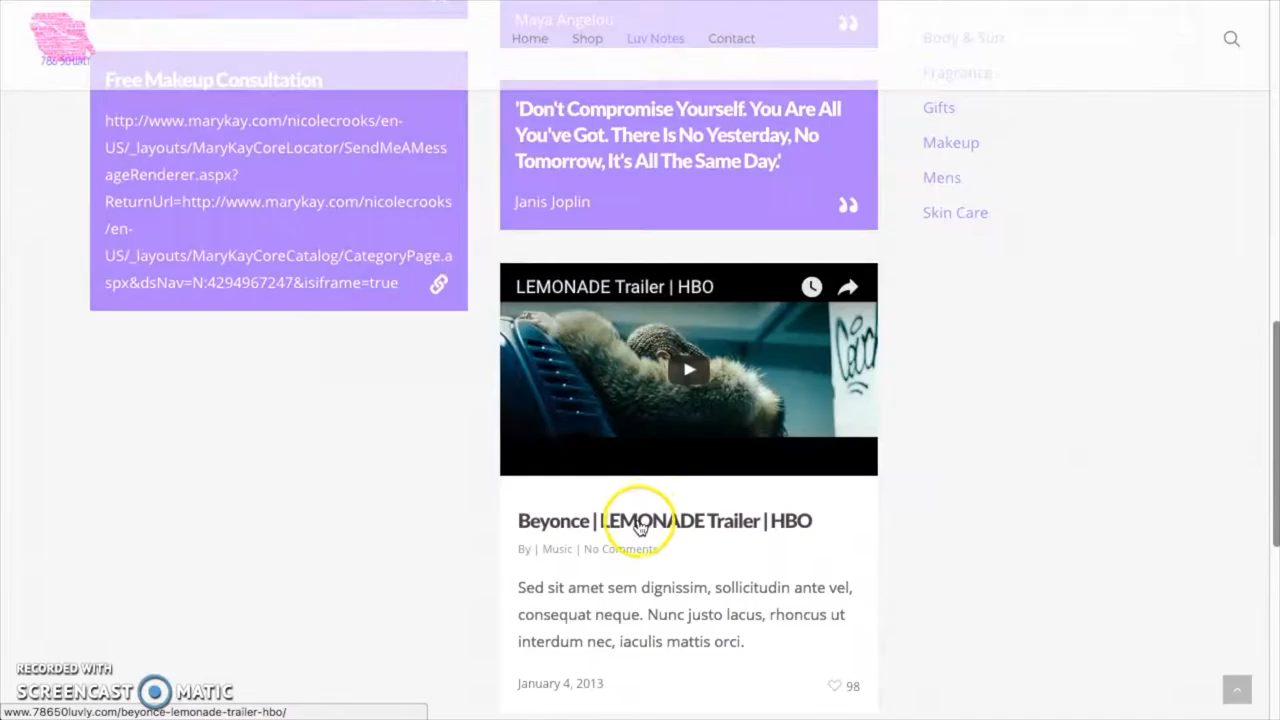 Home
Shop
Luv Notes
Contact
Free Makeup Consultation
http://www.marykay.com/nicolecrooks/en-
US/_layouts/MaryKayCoreLocator/SendMeAMess
ageRenderer.aspx?
ReturnUrl=http://www.marykay.com/nicolecrooks
/en-
US/_layouts/MaryKayCoreCatalog/CategoryPage.a
spx&dsNav=N:4294967247&isiframe=true
Maya Angelou
'Don't Compromise Yourself. You Are All
You've Got. There Is No Yesterday, No
Tomorrow, It's All The Same Day.'
Janis Joplin
LEMONADE Trailer | HBO
Beyonce | LEMONADE Trailer | HBO
By | Music | No Comments
Sed sit amet sem dignissim, sollicitudin ante vel,
consequat neque. Nunc justo lacus, rhoncus ut
interdum nec, iaculis mattis orci.
January 4, 2013
98
Body & Sun
Fragrance
Gifts
Makeup
Mens
Skin Care
RECORDED WITH
SCREENCAST MATIC
www.78650luvly.com/beyonce-lemonade-trailer-hbo/